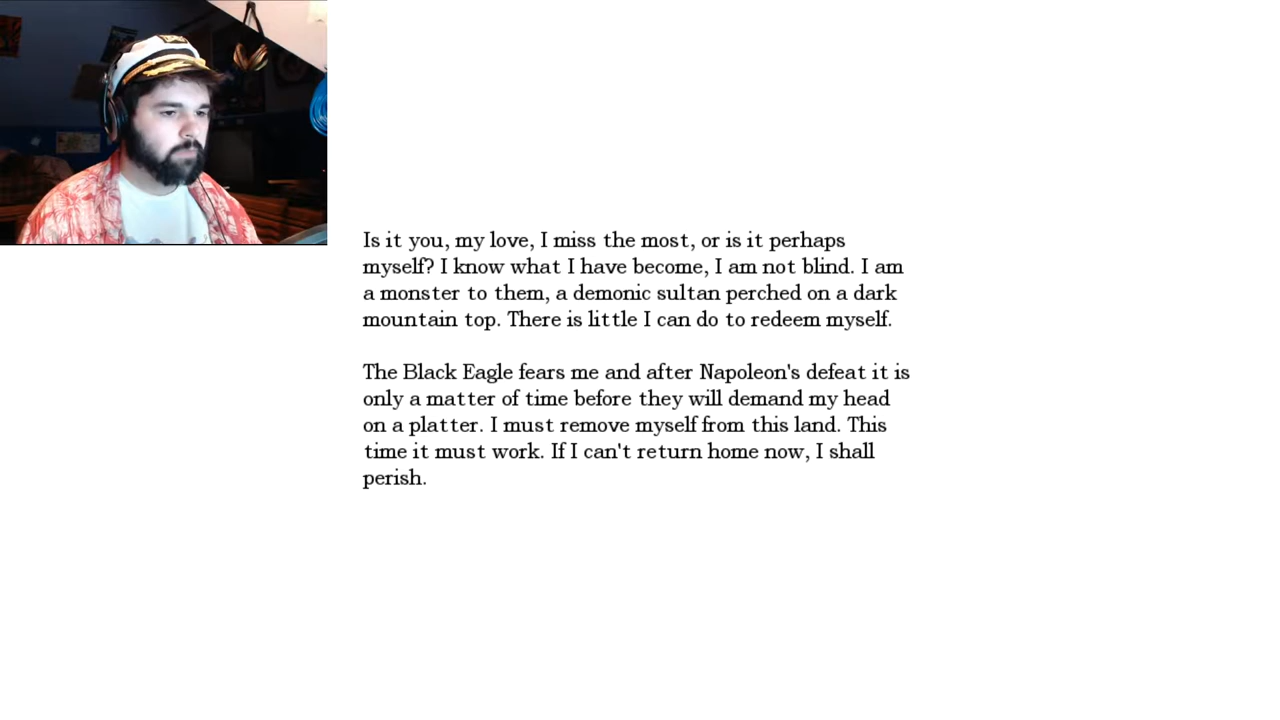 Is it you, my love, I miss the most, or is it perhaps
myself? I know what I have become, I am not blind. I am
a monster to them, a demonic sultan perched on a dark
mountain top. There is little I can do to redeem myself.
The Black Eagle fears me and after Napoleon's defeat it is
only a matter of time before they will demand my head
on a platter. I must remove myself from this land. This
time it must work. If I can't return home now, I shall
perish.